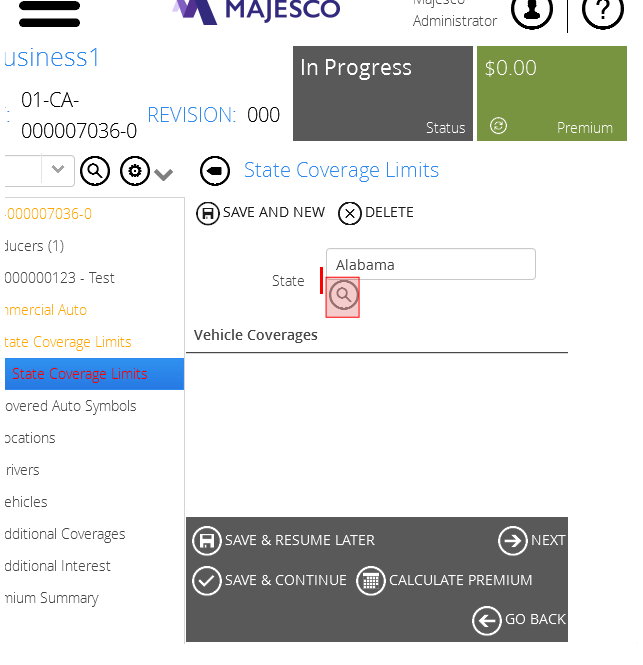 MAJESCO
Majesco
Administrator
usiness1
01-CA-
000007036-0
REVISION: 000
In Progress
Status
$0.00
Premium
State Coverage Limits
SAVE AND NEW
DELETE
-000007036-0
ducers (1)
000000123 - Test
nmercial Auto
tate Coverage Limits
State Coverage Limits
overed Auto Symbols
ocations
rivers
ehicles
dditional Coverages
dditional Interest
mium Summary
State
Alabama
Vehicle Coverages
SAVE & RESUME LATER
NEXT
SAVE & CONTINUE
CALCULATE PREMIUM
GO BACK